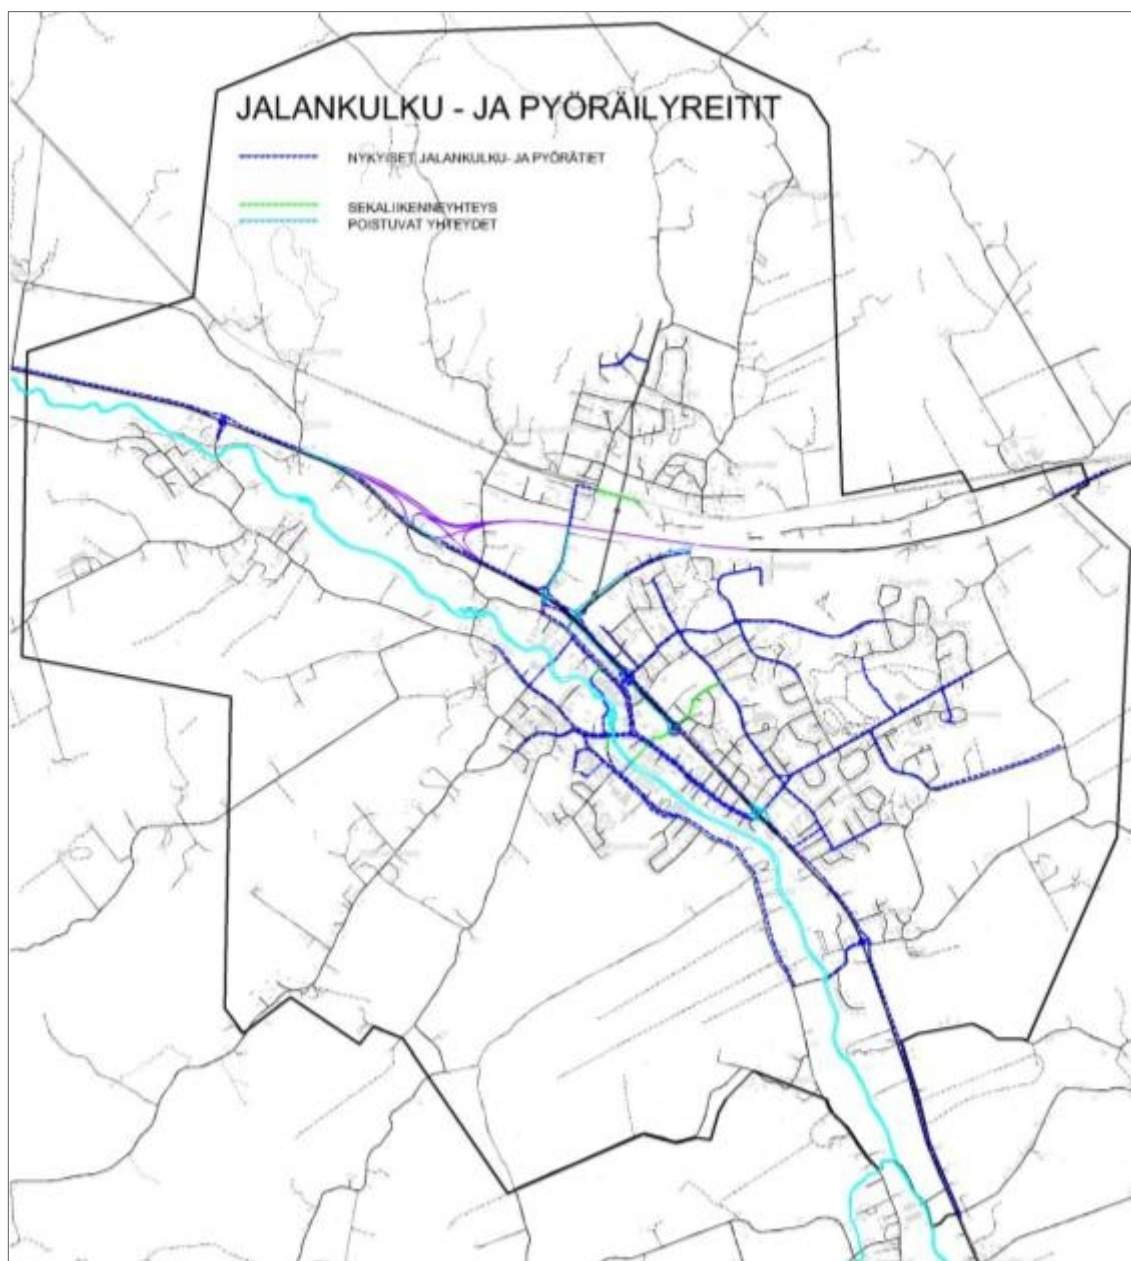 JALANKULKU - JA PYÖRÄILYREITIT
NYKYISET JALANKULKU- JA PYÖRÄTIET
SEKALIIKENNEYHTEYS
POISTUVAT YHTEYDET